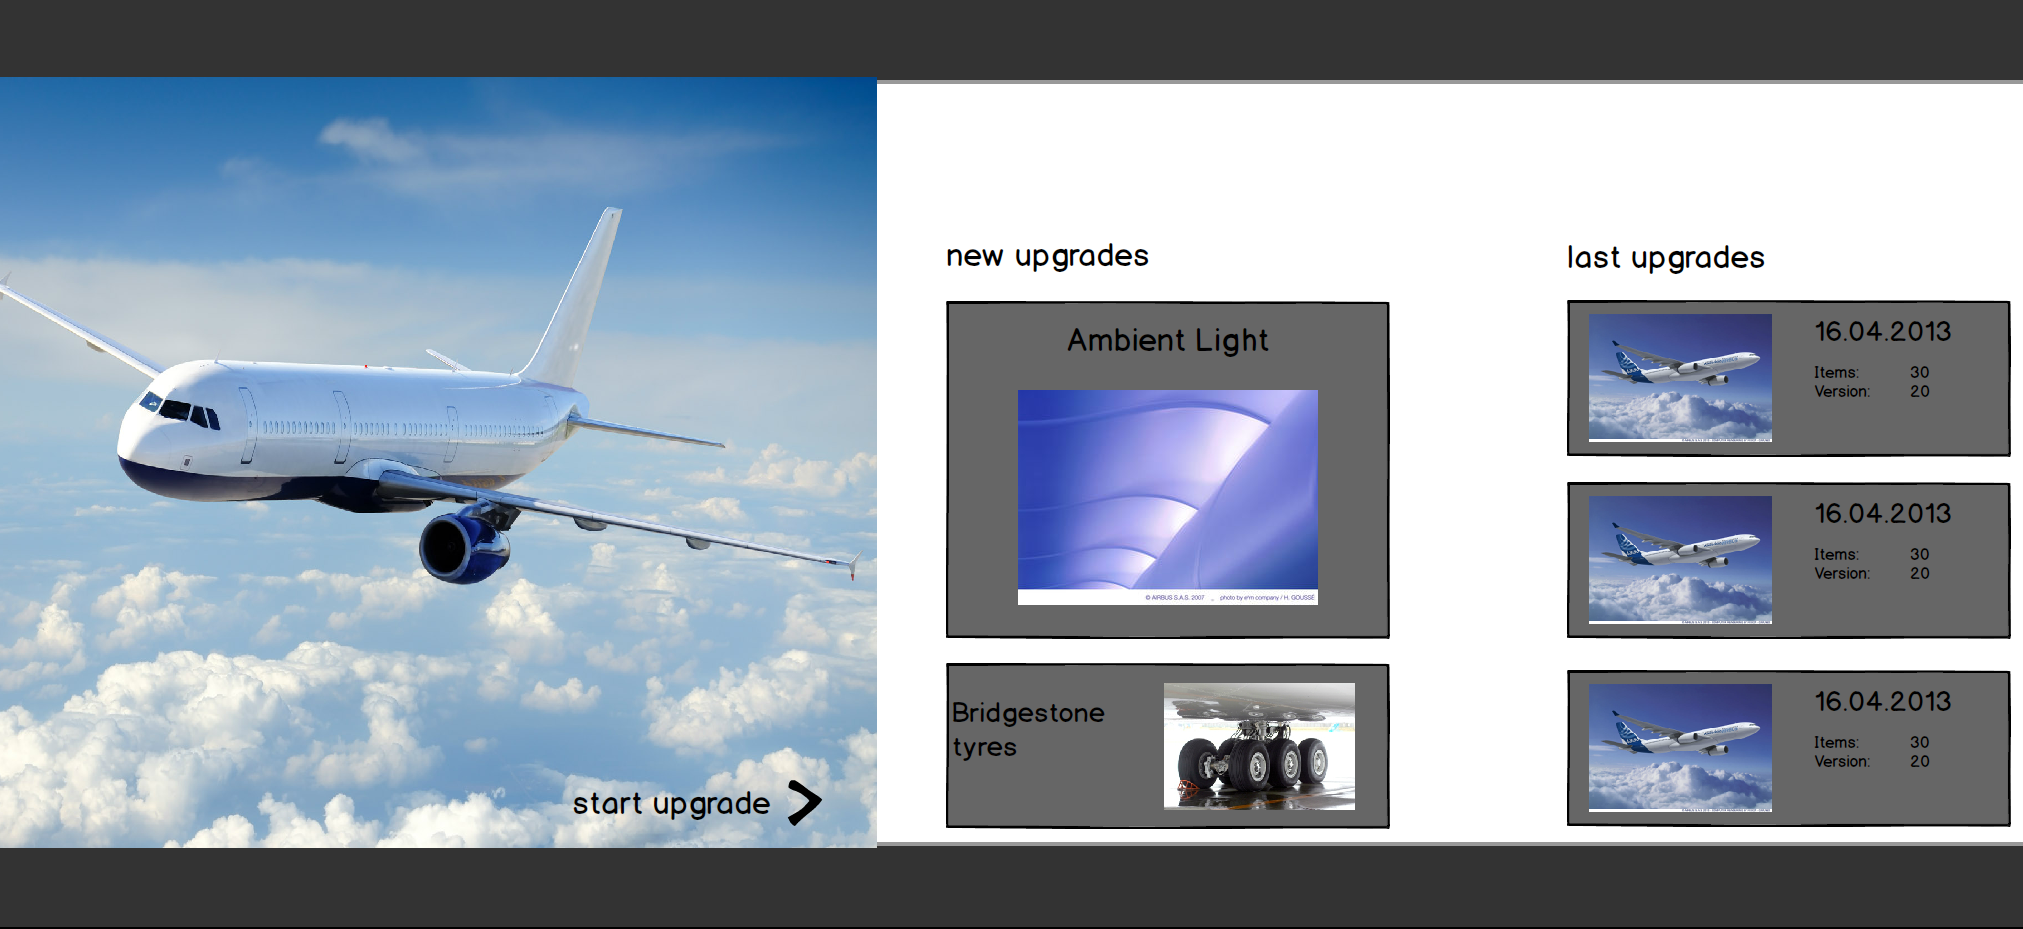 start upgrade
new upgrades
Ambient Light
© AIRBUS S.A.S. 2007 _ photo by e'm company / H. GOUSSÉ
Bridgestone
tyres
last upgrades
16.04.2013
Items: 30
Version: 20
16.04.2013
Items: 30
Version: 20
16.04.2013
Items: 30
Version: 20